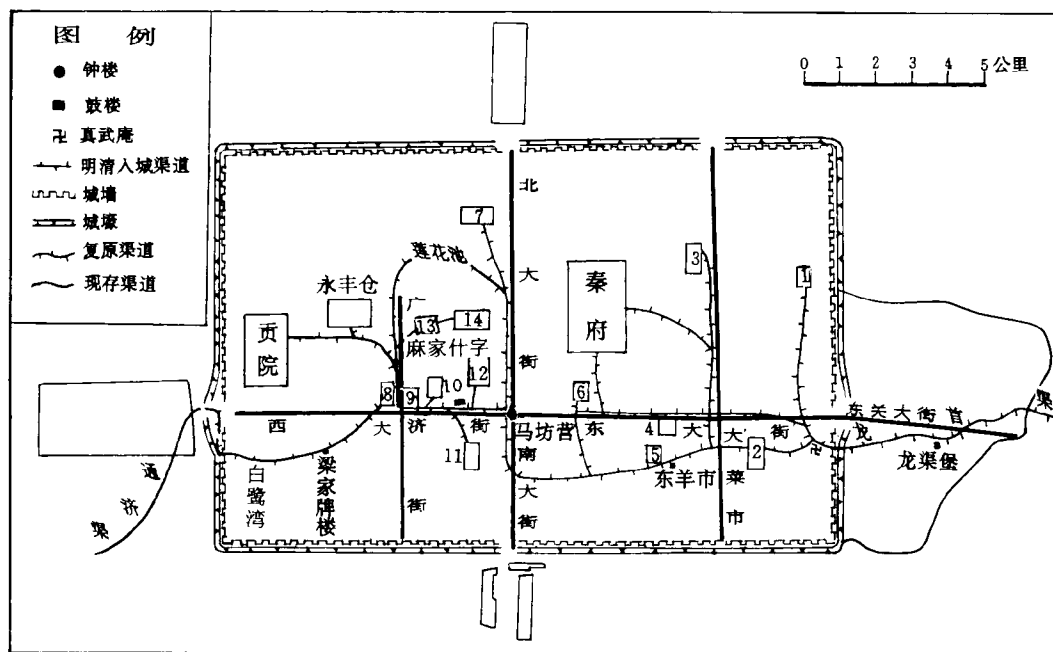 图 例
钟楼
鼓楼
真武庵
明清入城渠道
城墙
城壕
复原渠道
现存渠道
0 1 2 3 4 5 公里
北大街
7
莲花池
永丰仓
广济街
13
14
麻家什字
贡院
秦府
3
1
8
9
10
12
6
西大街
马坊营
东大街
4
大菜市
东关大街
龙首渠
11
南大街
5
东羊市
2
龙渠堡
白鹭湾
梁家牌楼
通济渠